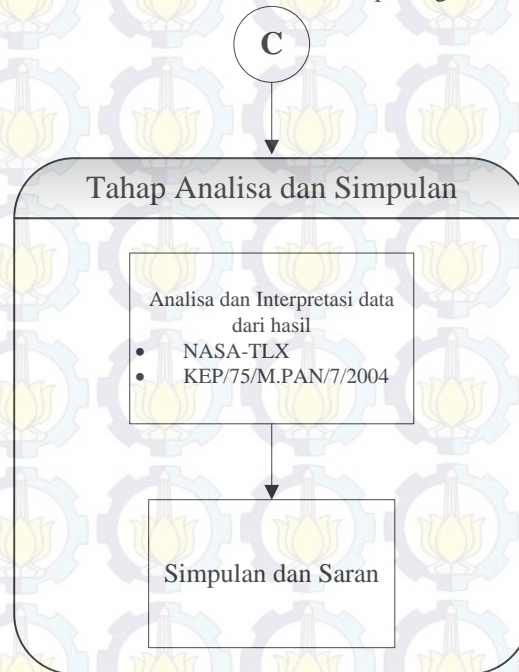 C
Tahap Analisa dan Simpulan
Analisa dan Interpretasi data
dari hasil
• NASA-TLX
• KEP/75/M.PAN/7/2004
Simpulan dan Saran